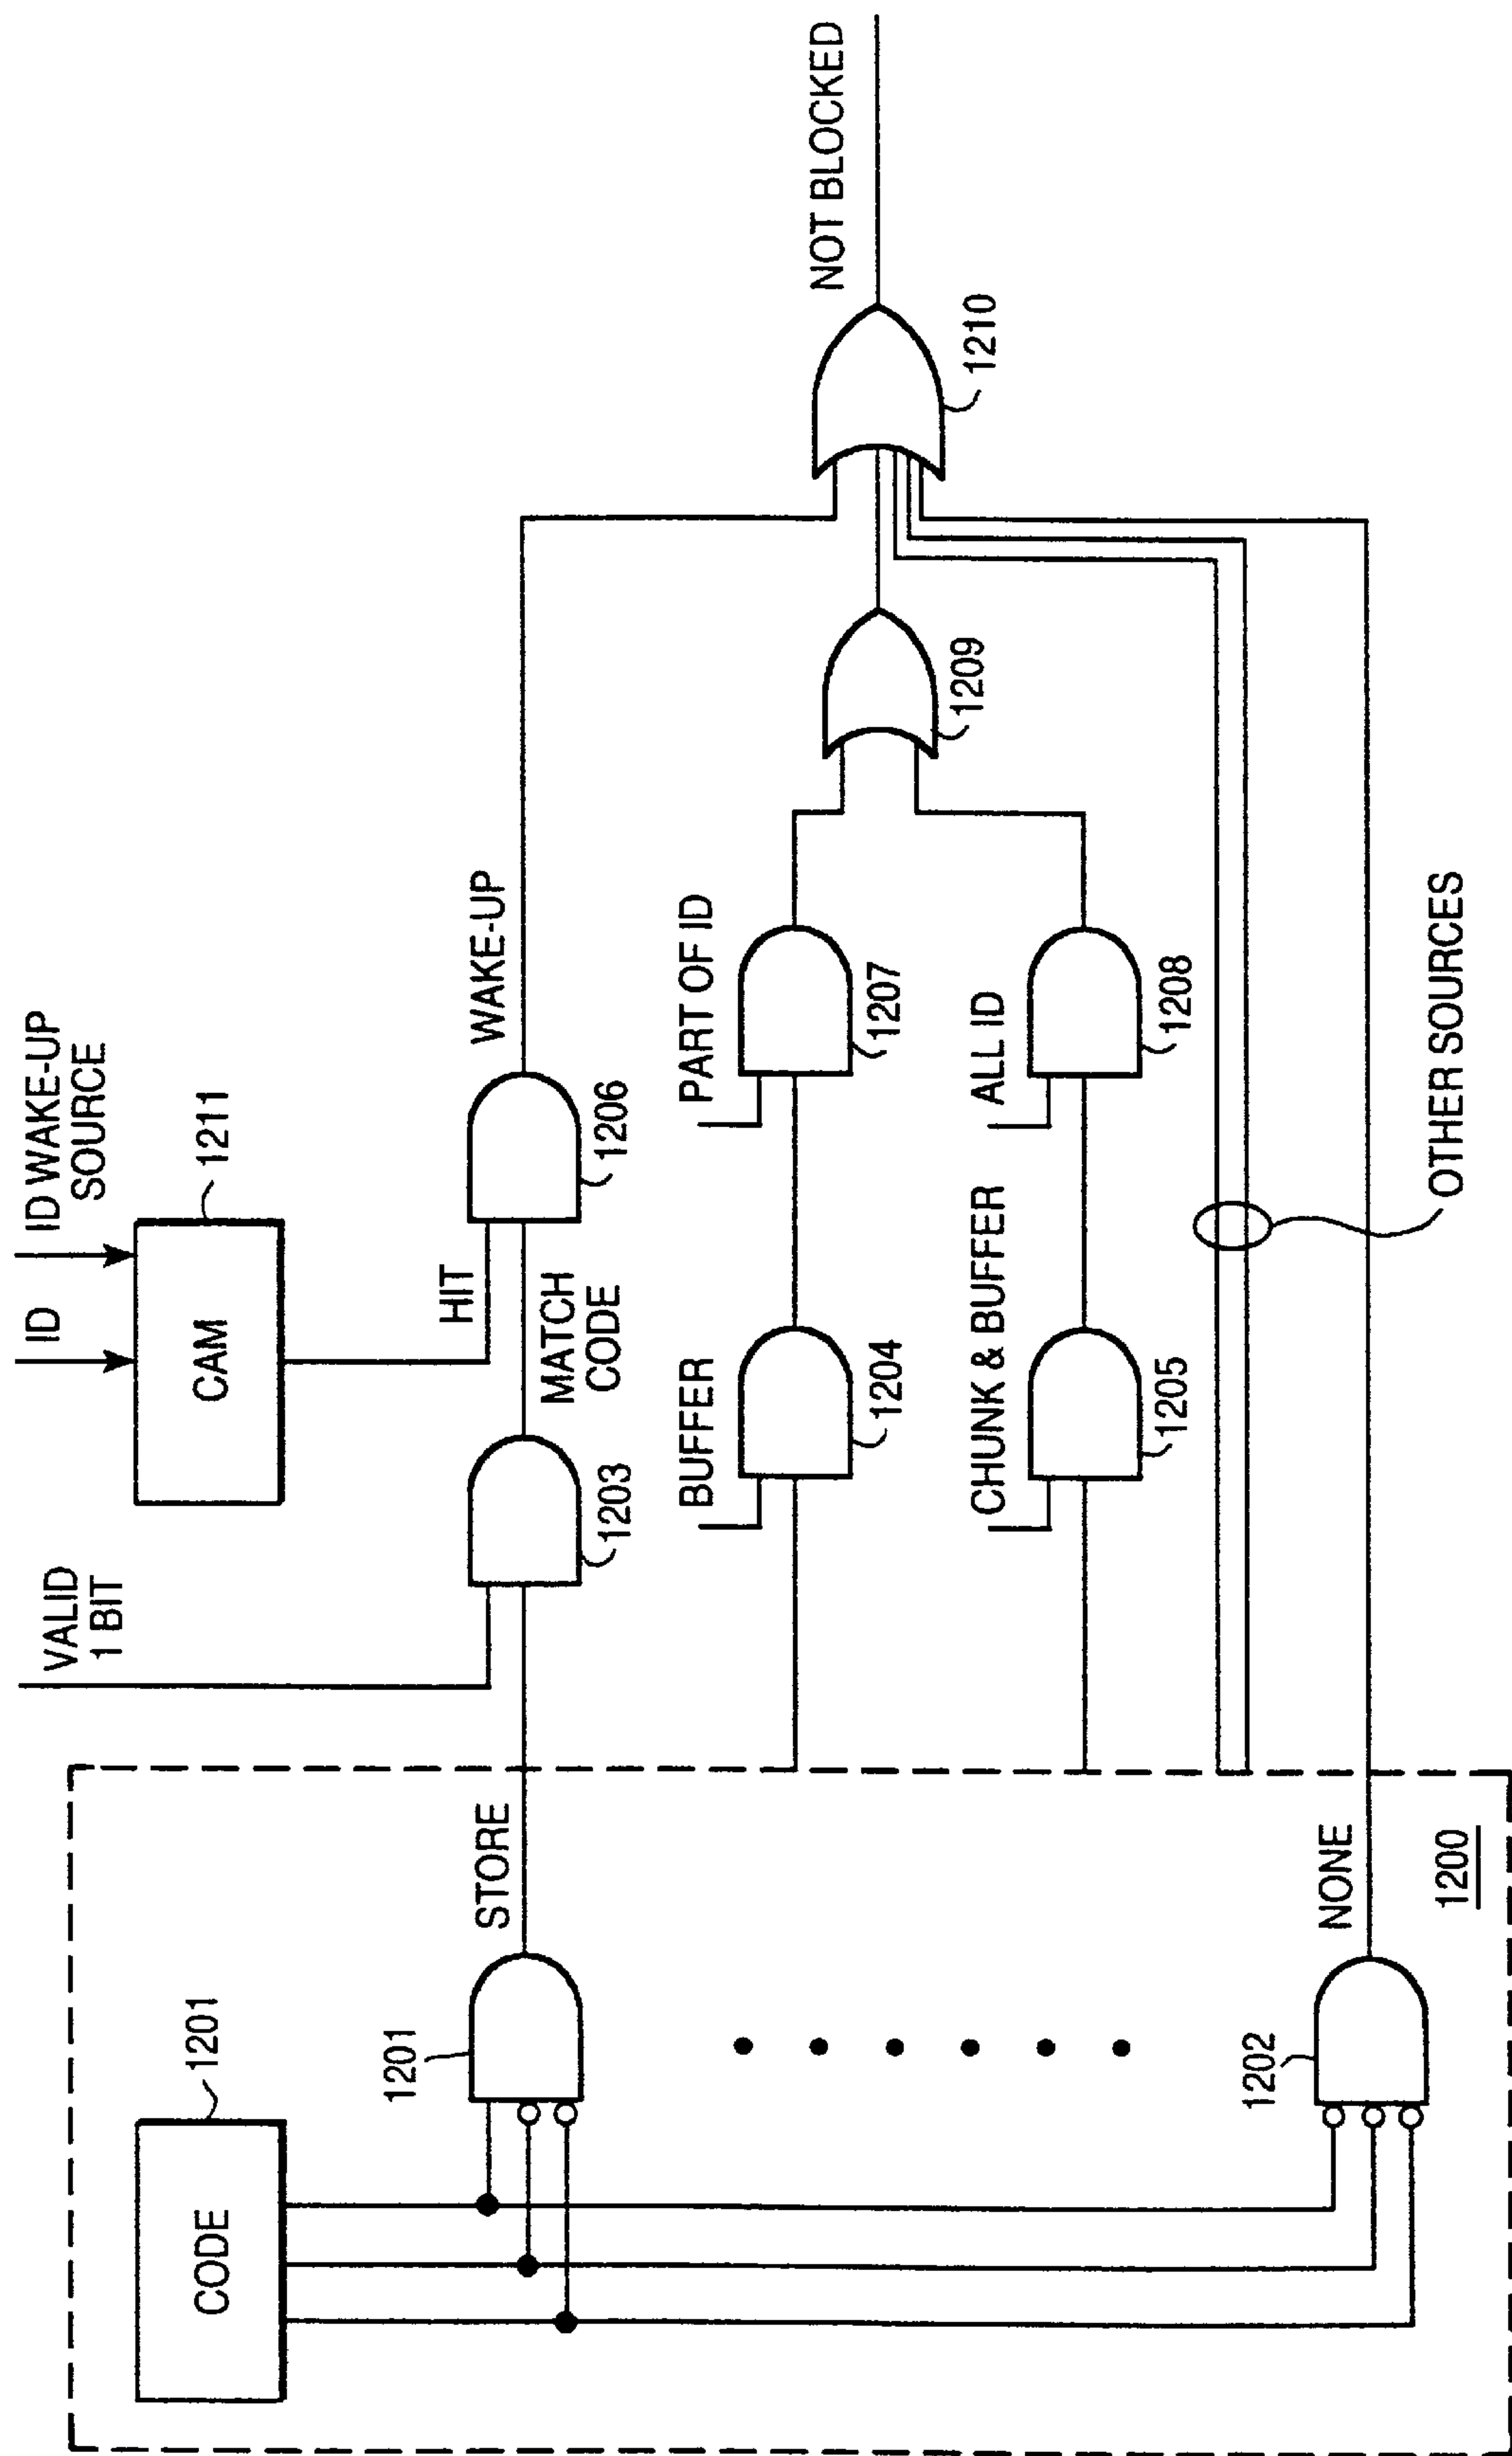 VALID
1 BIT
ID
ID WAKE-UP
SOURCE
CODE
1201
CAM
1211
1201
STORE
1203
HIT
MATCH
CODE
1206
WAKE-UP
BUFFER
1204
PART OF ID
1207
CHUNK & BUFFER
1205
ALL ID
1208
1209
1210
NOT BLOCKED
1202
NONE
1200
OTHER SOURCES